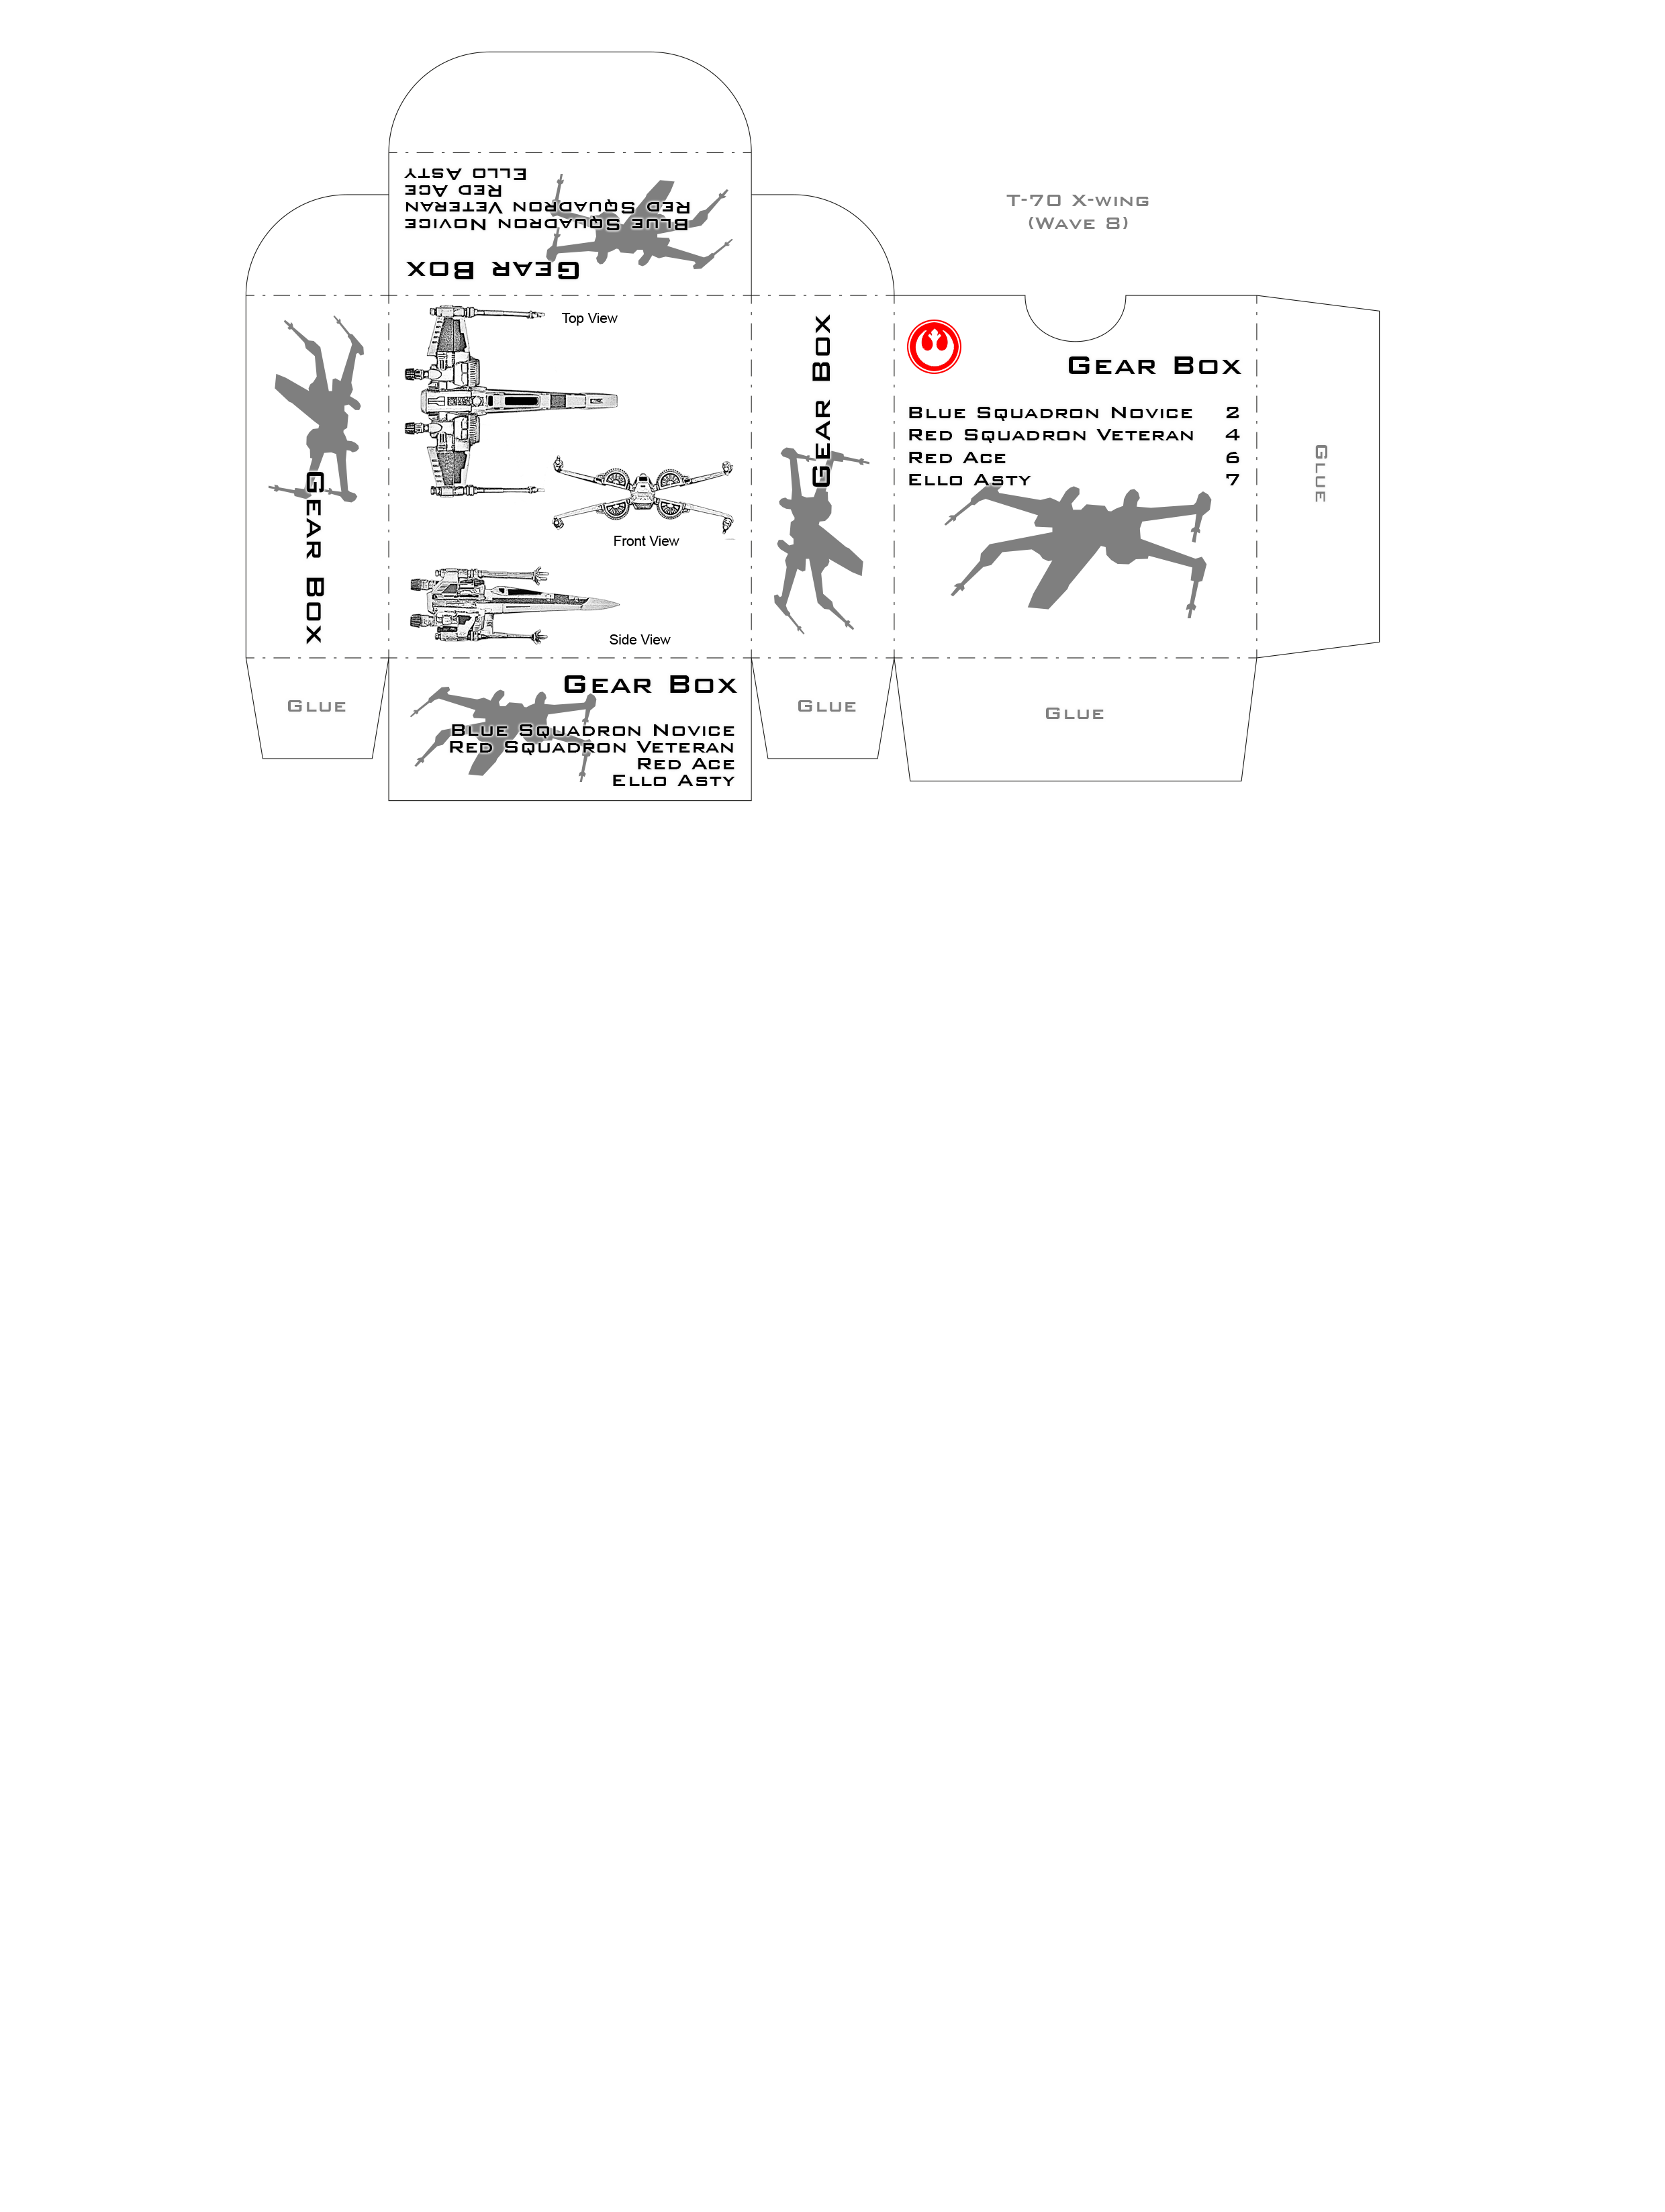 Ello Asty
Red Ace
Red Squadron Veteran
Blue Squadron Novice
Gear Box
T-70 X-wing
(Wave 8)
Gear Box
Top View
Front View
Side View
Gear Box
Gear Box
Blue Squadron Novice 2
Red Squadron Veteran 4
Red Ace 6
Ello Asty 7
Glue
Glue
Gear Box
Blue Squadron Novice
Red Squadron Veteran
Red Ace
Ello Asty
Glue
Glue